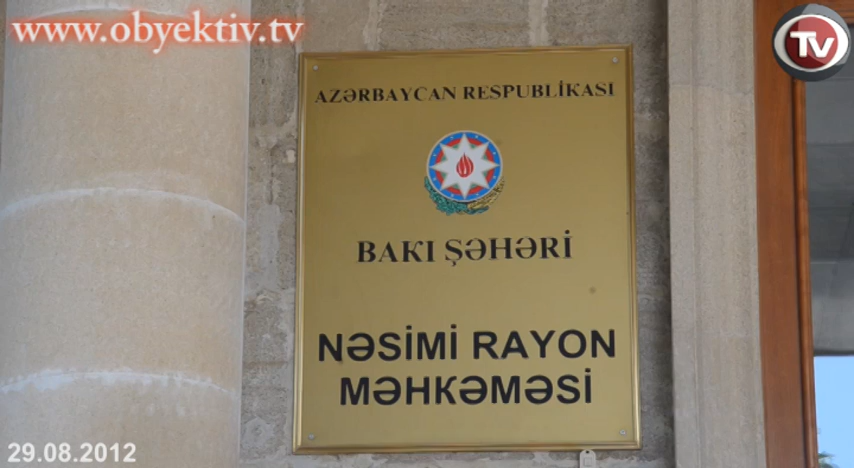 www.obyektiv.tv
TV
AZƏRBAYCAN RESPUBLİKASI
BAKI ŞƏHƏRİ
NƏSİMİ RAYON
MƏHKƏMƏSİ
29.08.2012